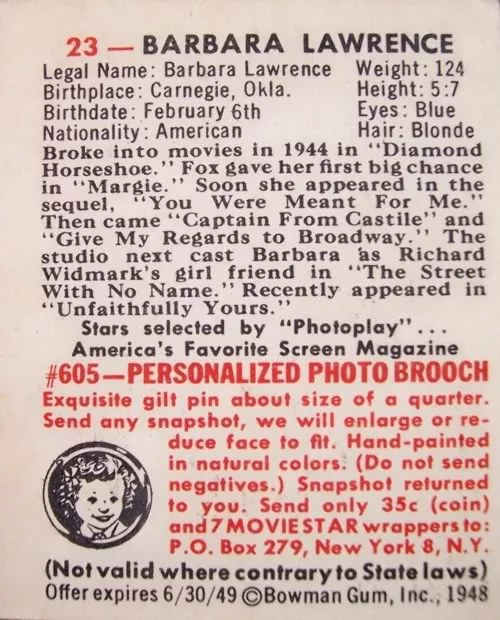 23 — BARBARA LAWRENCE
Legal Name: Barbara Lawrence Weight: 124
Birthplace: Carnegie, Okla. Height: 5:7
Birthdate: February 6th Eyes: Blue
Nationality: American Hair: Blonde
Broke into movies in 1944 in “Diamond
Horseshoe.” Fox gave her first big chance
in “Margie.” Soon she appeared in the
sequel, “You Were Meant For Me.”
Then came “Captain From Castile” and
“Give My Regards to Broadway.” The
studio next cast Barbara as Richard
Widmark's girl friend in “The Street
With No Name.” Recently appeared in
“Unfaithfully Yours.”
Stars selected by “Photoplay”...
America's Favorite Screen Magazine
#605—PERSONALIZED PHOTO BROOCH
Exquisite gilt pin about size of a quarter.
Send any snapshot, we will enlarge or re-
duce face to fit. Hand-painted
in natural colors. (Do not send
negatives.) Snapshot returned
to you. Send only 35c (coin)
and 7 MOVIESTAR wrappers to:
P.O. Box 279, New York 8, N.Y.
(Not valid where contrary to State laws)
Offer expires 6/30/49 ©Bowman Gum, Inc., 1948